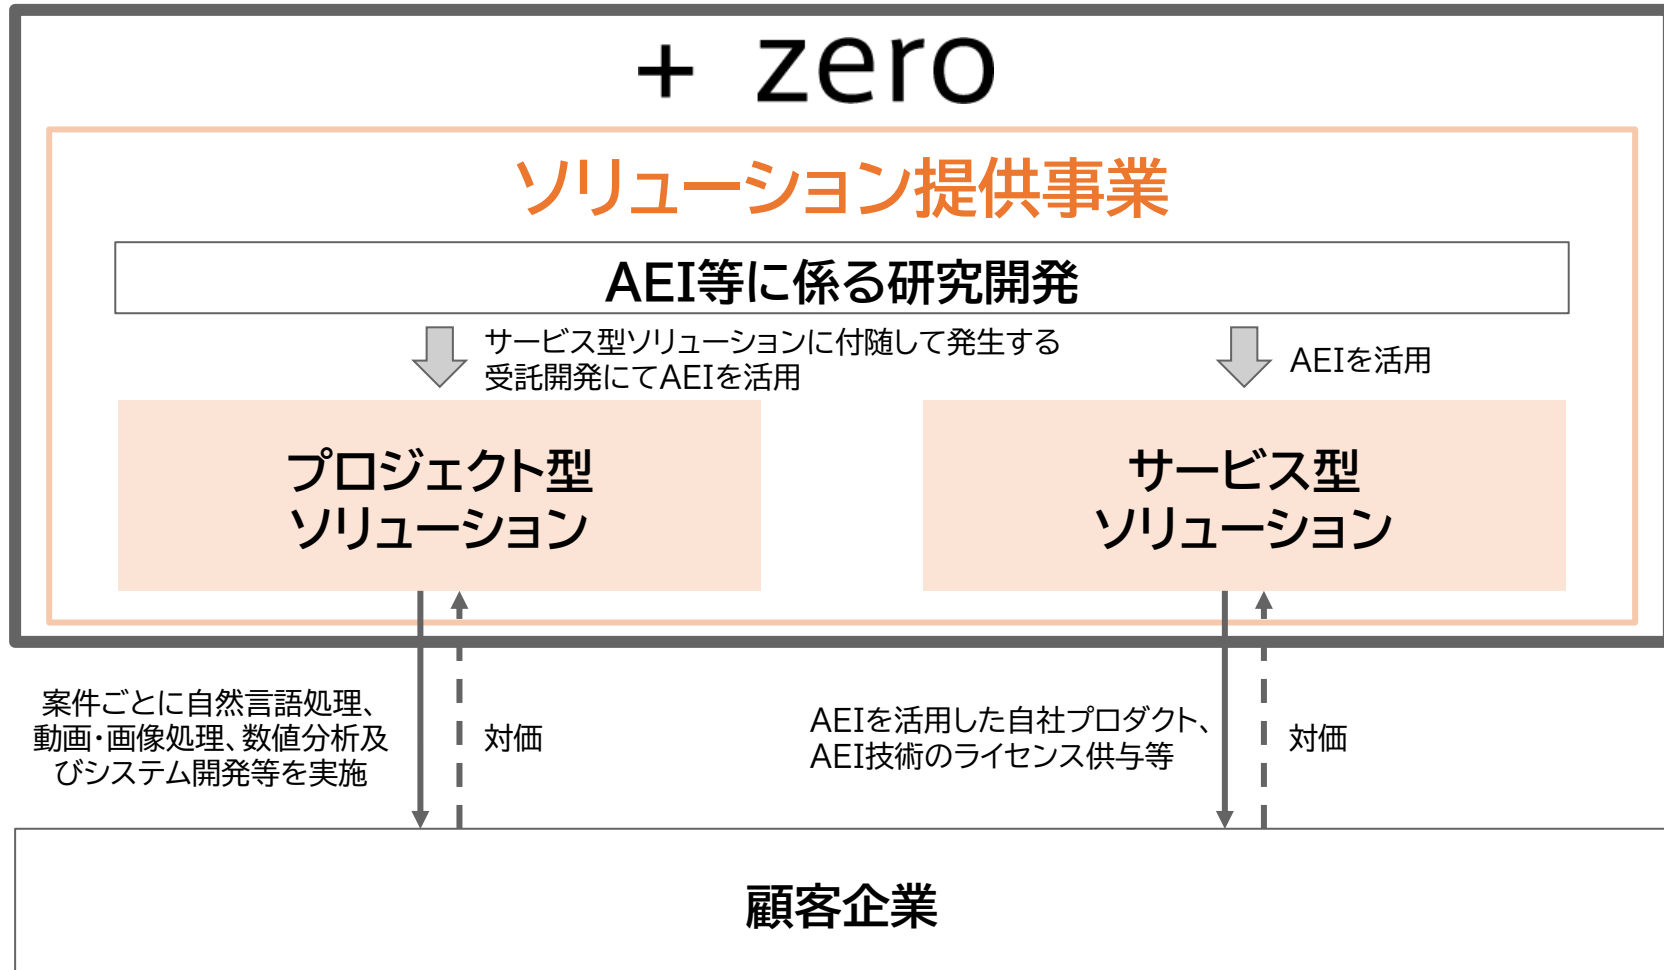 + zero
ソリューション提供事業
AEI等に係る研究開発
サービス型ソリューションに付随して発生する
受託開発にてAEIを活用
AEIを活用
プロジェクト型
ソリューション
サービス型
ソリューション
案件ごとに自然言語処理、
動画・画像処理、数値分析及
びシステム開発等を実施
対価
AEIを活用した自社プロダクト、
AEI技術のライセンス供与等
対価
顧客企業